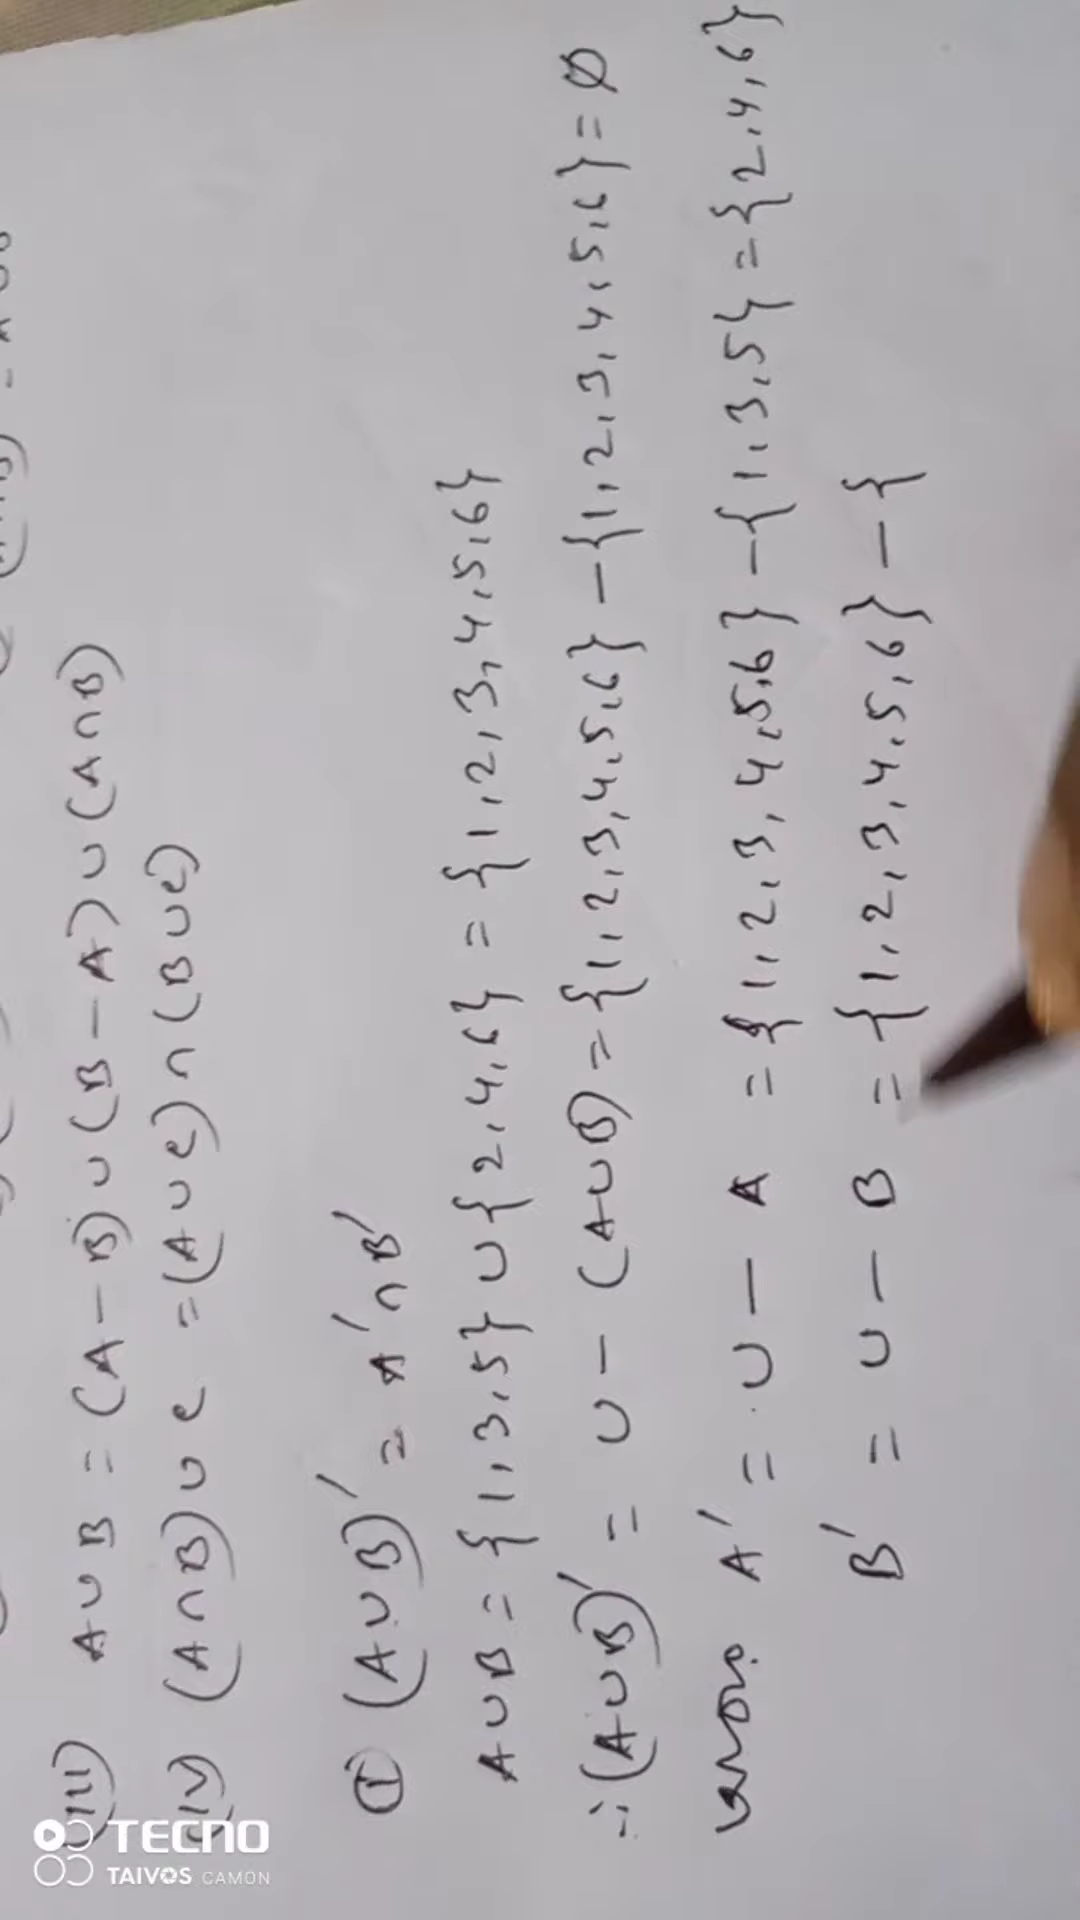 (iii) A∪B = (A-B)∪(B-A)∪(A∩B)
(iv) (A∩B)∪C = (A∪C)∩(B∪C)
① (A∪B)' = A'∩B'
A∪B = {1,3,5}∪{2,4,6} = {1,2,3,4,5,6}
∴(A∪B)' = U-(A∪B) = {1,2,3,4,5,6} - {1,2,3,4,5,6} = ∅
A' = U - A = {1,2,3,4,5,6} - {1,3,5} = {2,4,6}
B' = U - B = {1,2,3,4,5,6} - {
TECNO
TAIVOS CAMON